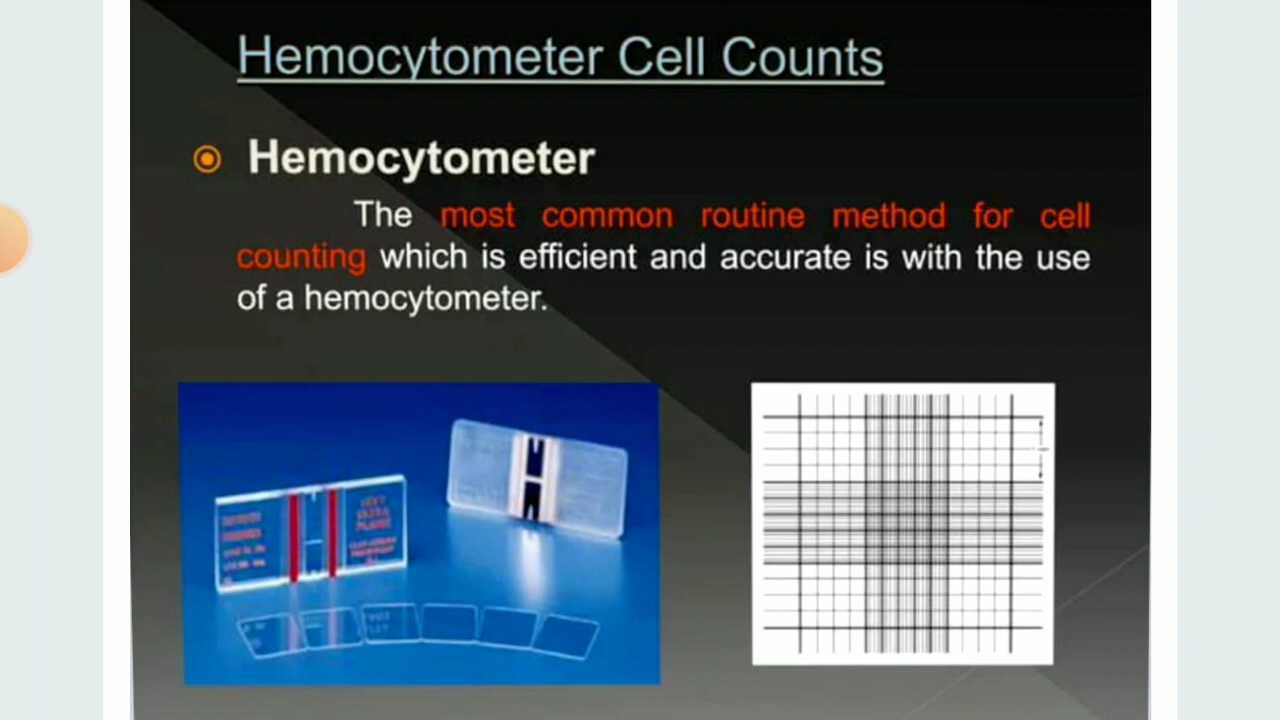 Hemocytometer Cell Counts
Hemocytometer
The most common routine method for cell
counting which is efficient and accurate is with the use
of a hemocytometer.